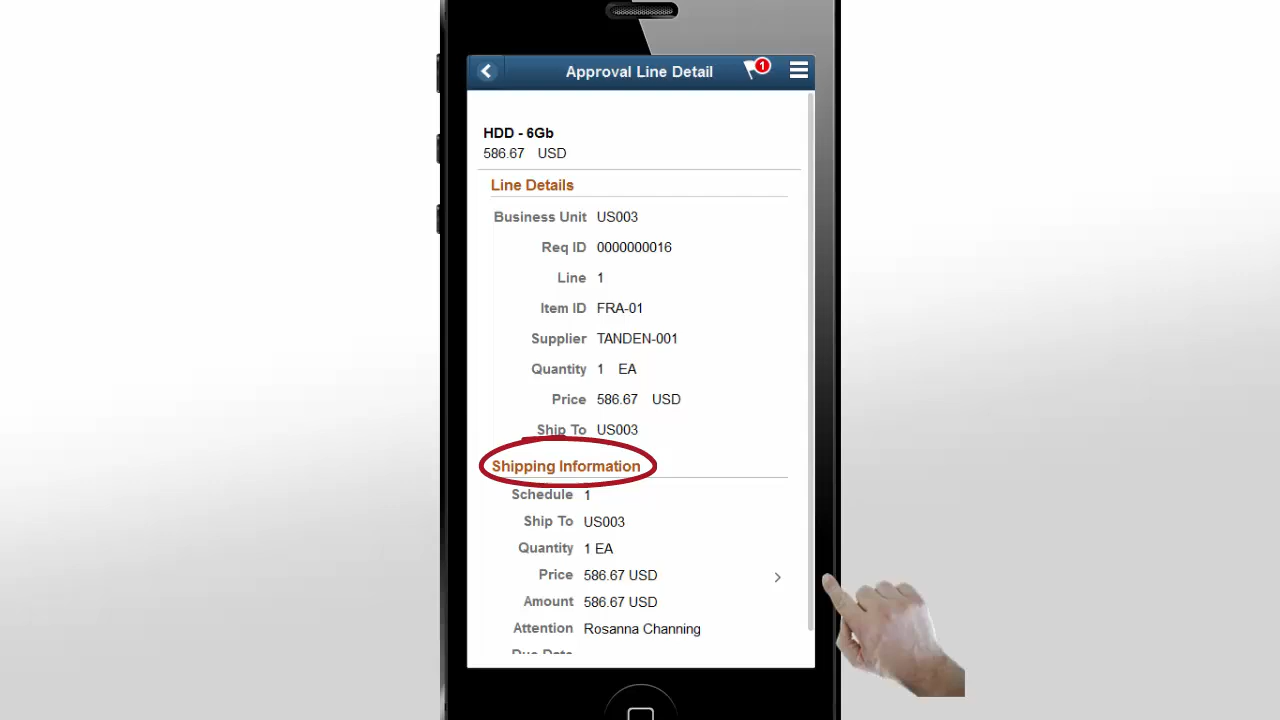 Approval Line Detail
1
HDD - 6Gb
586.67 USD
Line Details
Business Unit US003
Req ID 0000000016
Line 1
Item ID FRA-01
Supplier TANDEN-001
Quantity 1 EA
Price 586.67 USD
Ship To US003
Shipping Information
Schedule 1
Ship To US003
Quantity 1 EA
Price 586.67 USD
Amount 586.67 USD
Attention Rosanna Channing
Due Date